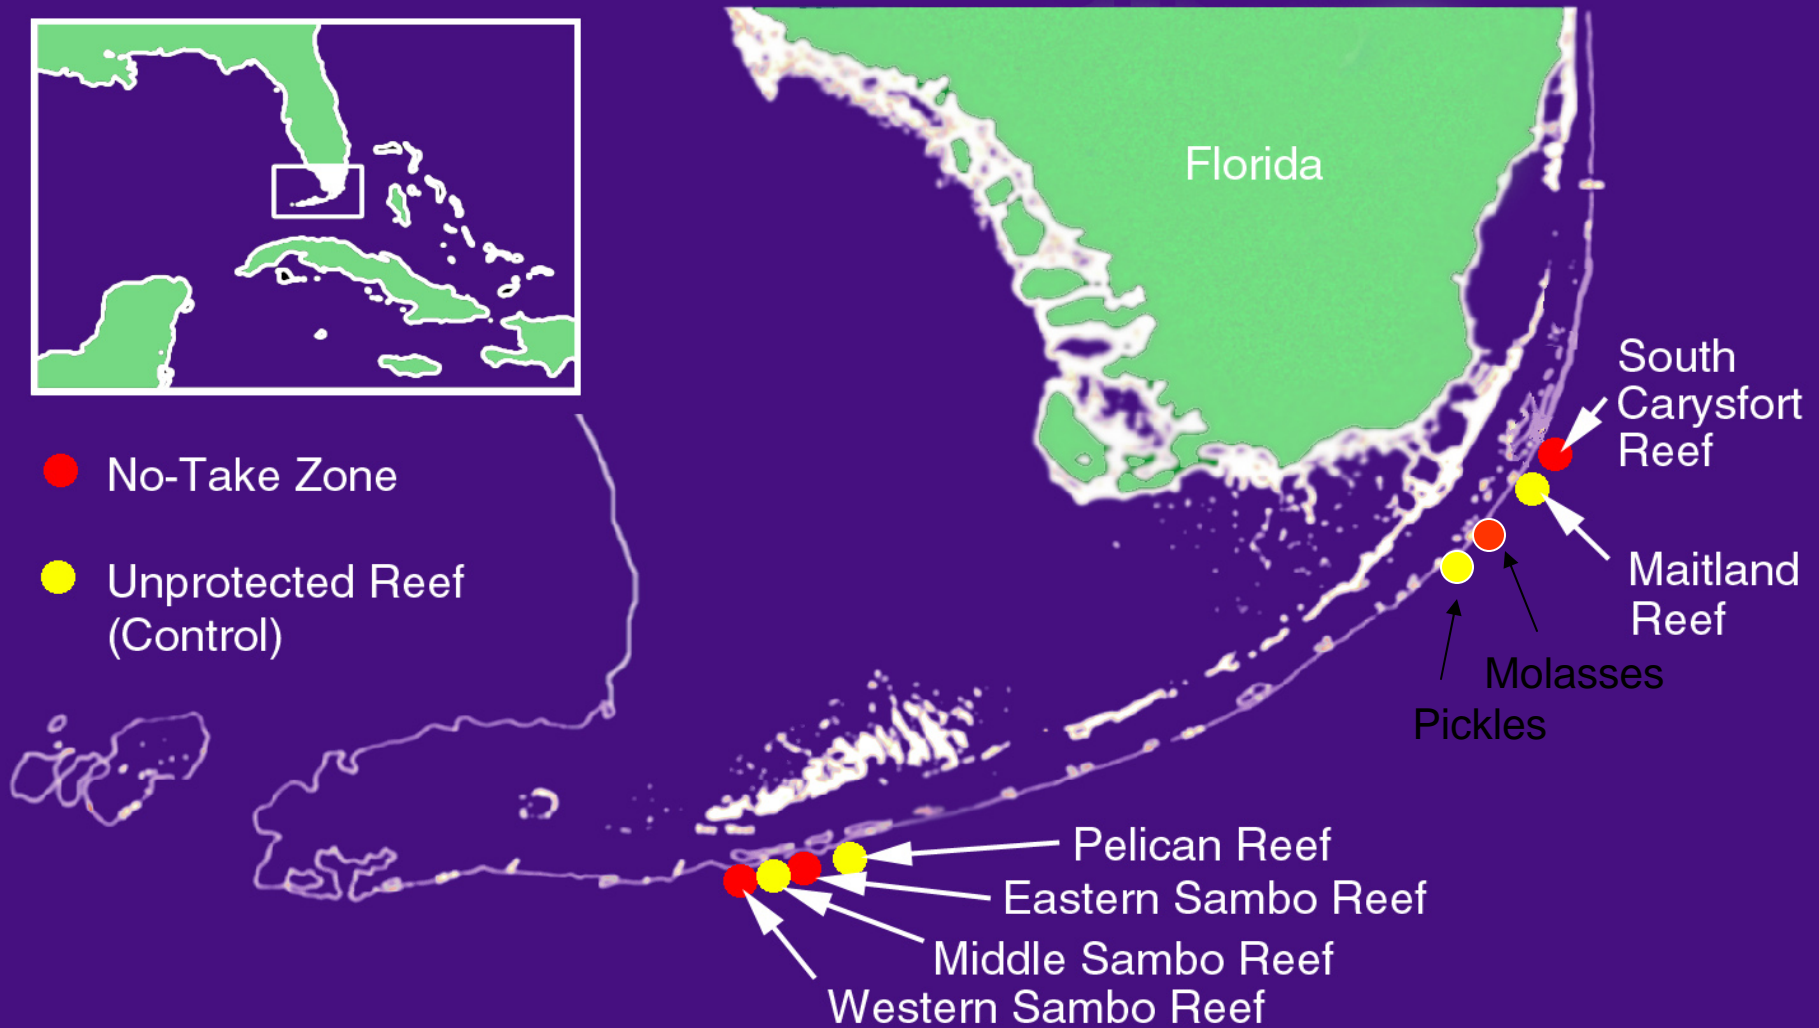 Florida
South
Carysfort
Reef
No-Take Zone
Maitland
Reef
Unprotected Reef
(Control)
Molasses
Pickles
Pelican Reef
Eastern Sambo Reef
Middle Sambo Reef
Western Sambo Reef